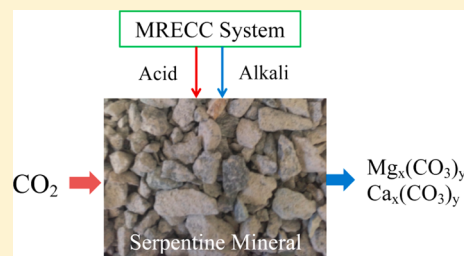 MRECC System
Acid
Alkali
CO₂
Mgₓ(CO₃)ᵧ
Caₓ(CO₃)ᵧ
Serpentine Mineral